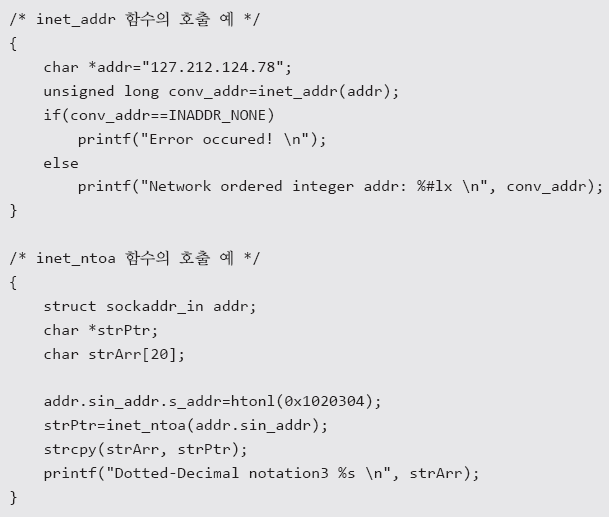 /* inet_addr 함수의 호출 예 */
{
    char *addr="127.212.124.78";
    unsigned long conv_addr=inet_addr(addr);
    if(conv_addr==INADDR_NONE)
        printf("Error occured! \n");
    else
        printf("Network ordered integer addr: %#lx \n", conv_addr);
}

/* inet_ntoa 함수의 호출 예 */
{
    struct sockaddr_in addr;
    char *strPtr;
    char strArr[20];

    addr.sin_addr.s_addr=htonl(0x1020304);
    strPtr=inet_ntoa(addr.sin_addr);
    strcpy(strArr, strPtr);
    printf("Dotted-Decimal notation3 %s \n", strArr);
}